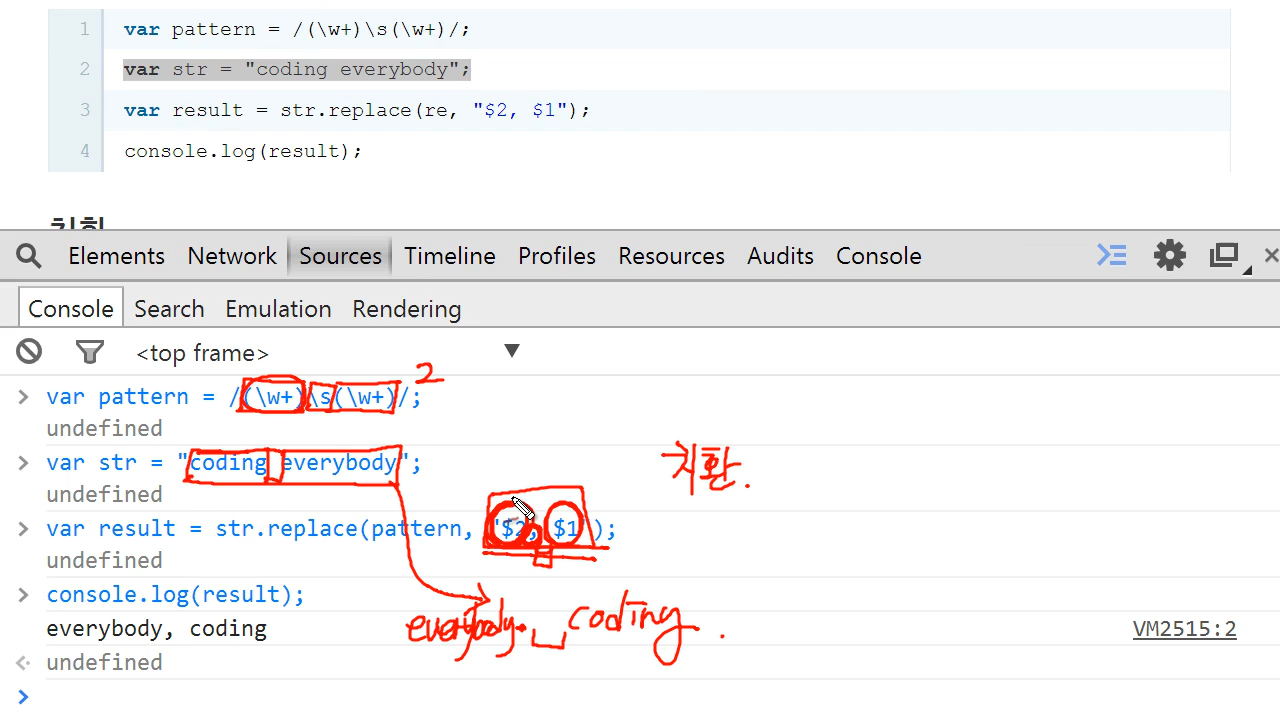 1 var pattern = /(\w+)\s(\w+)/;
2 var str = "coding everybody";
3 var result = str.replace(re, "$2, $1");
4 console.log(result);
치환
Elements Network Sources Timeline Profiles Resources Audits Console
Console Search Emulation Rendering
<top frame>
2
var pattern = /(\w+)\s(\w+)/;
undefined
var str = "coding everybody";
치환.
undefined
var result = str.replace(pattern, "$2, $1");
undefined
console.log(result);
everybody, coding.
everybody, coding VM2515:2
undefined